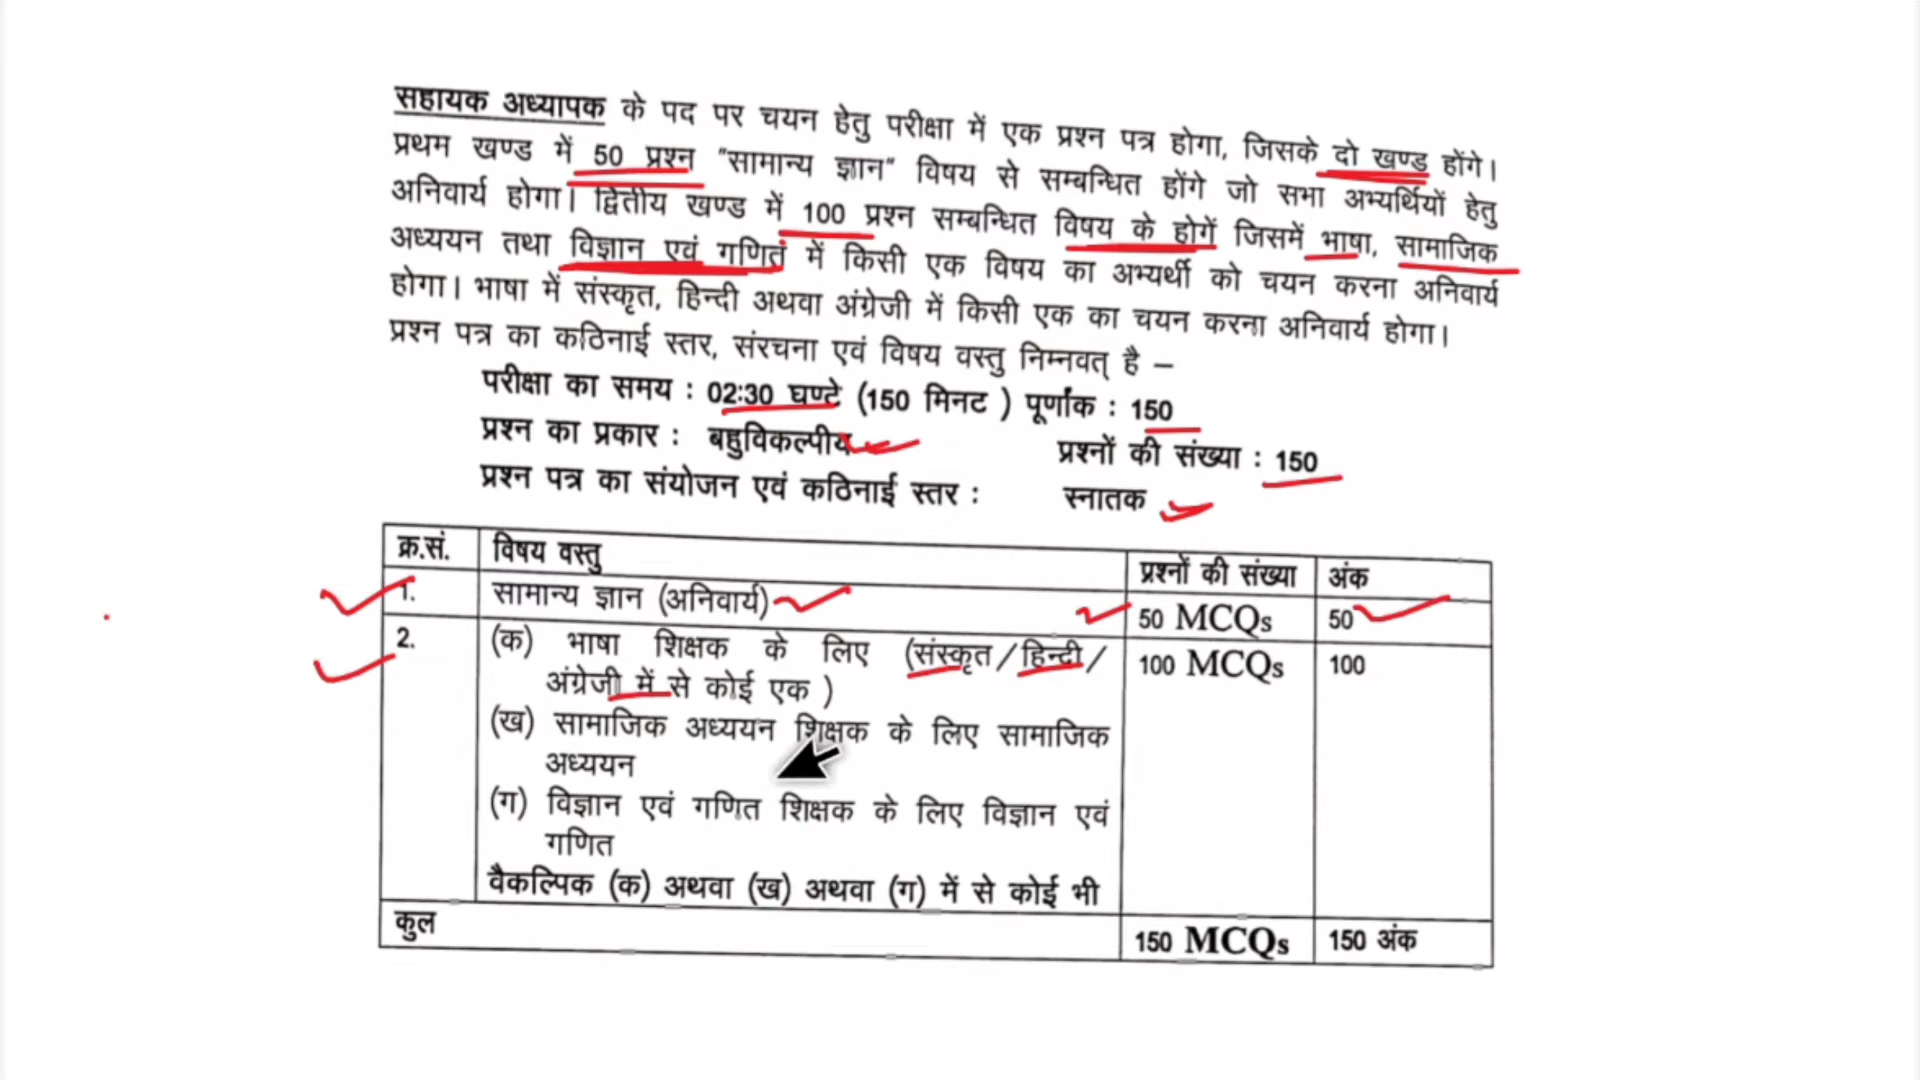 सहायक अध्यापक के पद पर चयन हेतु परीक्षा में एक प्रश्न पत्र होगा, जिसके दो खण्ड होंगे।
प्रथम खण्ड में 50 प्रश्न "सामान्य ज्ञान" विषय से सम्बन्धित होंगे जो सभा अभ्यर्थियों हेतु
अनिवार्य होगा। द्वितीय खण्ड में 100 प्रश्न सम्बन्धित विषय के होगें जिसमें भाषा, सामाजिक
अध्ययन तथा विज्ञान एवं गणित में किसी एक विषय का अभ्यर्थी को चयन करना अनिवार्य
होगा। भाषा में संस्कृत, हिन्दी अथवा अंग्रेजी में किसी एक का चयन करना अनिवार्य होगा।
प्रश्न पत्र का कठिनाई स्तर, संरचना एवं विषय वस्तु निम्नवत् है –
परीक्षा का समय : 02:30 घण्टे (150 मिनट ) पूर्णांक : 150
प्रश्न का प्रकार : बहुविकल्पीय प्रश्नों की संख्या : 150
प्रश्न पत्र का संयोजन एवं कठिनाई स्तर : स्नातक
क्र.सं. विषय वस्तु प्रश्नों की संख्या अंक
1. सामान्य ज्ञान (अनिवार्य) 50 MCQs 50
2. (क) भाषा शिक्षक के लिए (संस्कृत/हिन्दी/ 100 MCQs 100
अंग्रेजी में से कोई एक )
(ख) सामाजिक अध्ययन शिक्षक के लिए सामाजिक
अध्ययन
(ग) विज्ञान एवं गणित शिक्षक के लिए विज्ञान एवं
गणित
वैकल्पिक (क) अथवा (ख) अथवा (ग) में से कोई भी
कुल 150 MCQs 150 अंक